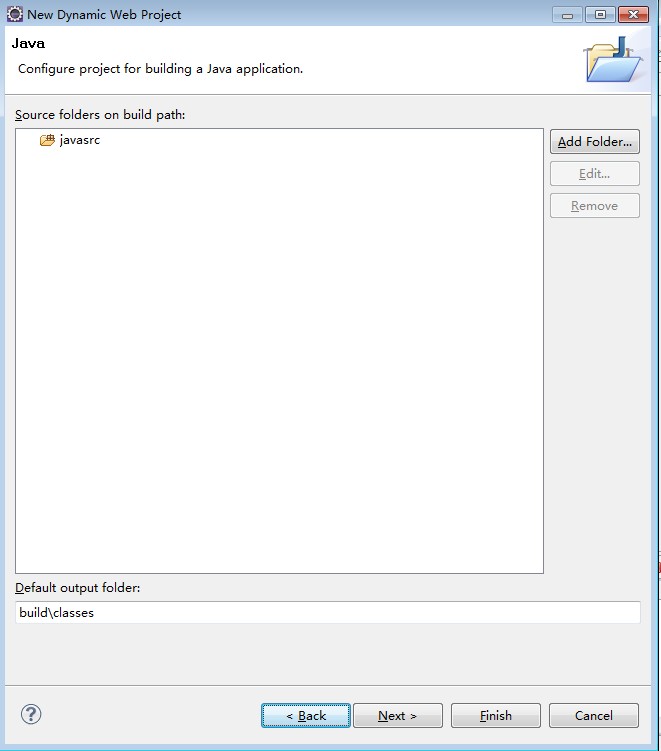 New Dynamic Web Project
Java
Configure project for building a Java application.
Source folders on build path:
javasrc
Add Folder...
Edit...
Remove
Default output folder:
build\classes
?
< Back
Next >
Finish
Cancel